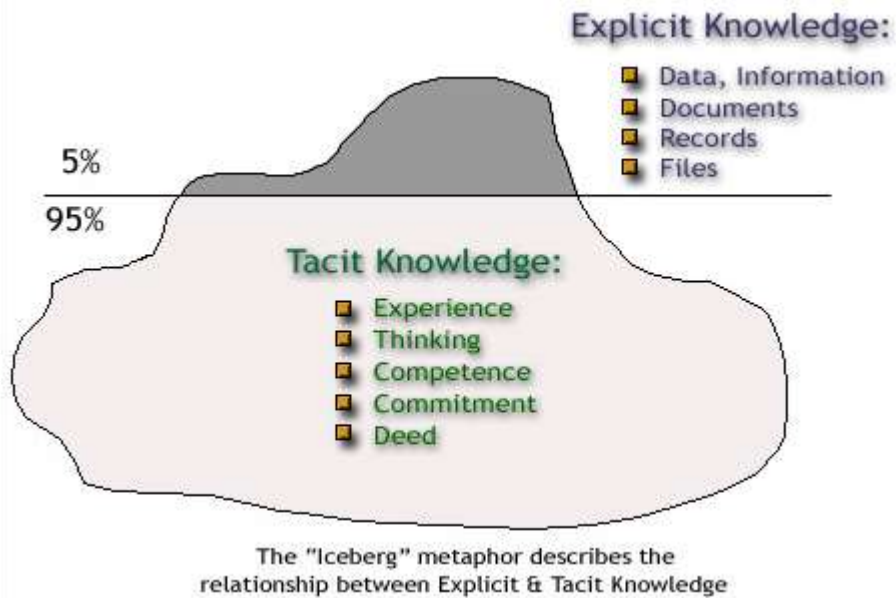 Explicit Knowledge:
Data, Information
Documents
Records
Files
5%
95%
Tacit Knowledge:
Experience
Thinking
Competence
Commitment
Deed
The "Iceberg" metaphor describes the
relationship between Explicit & Tacit Knowledge